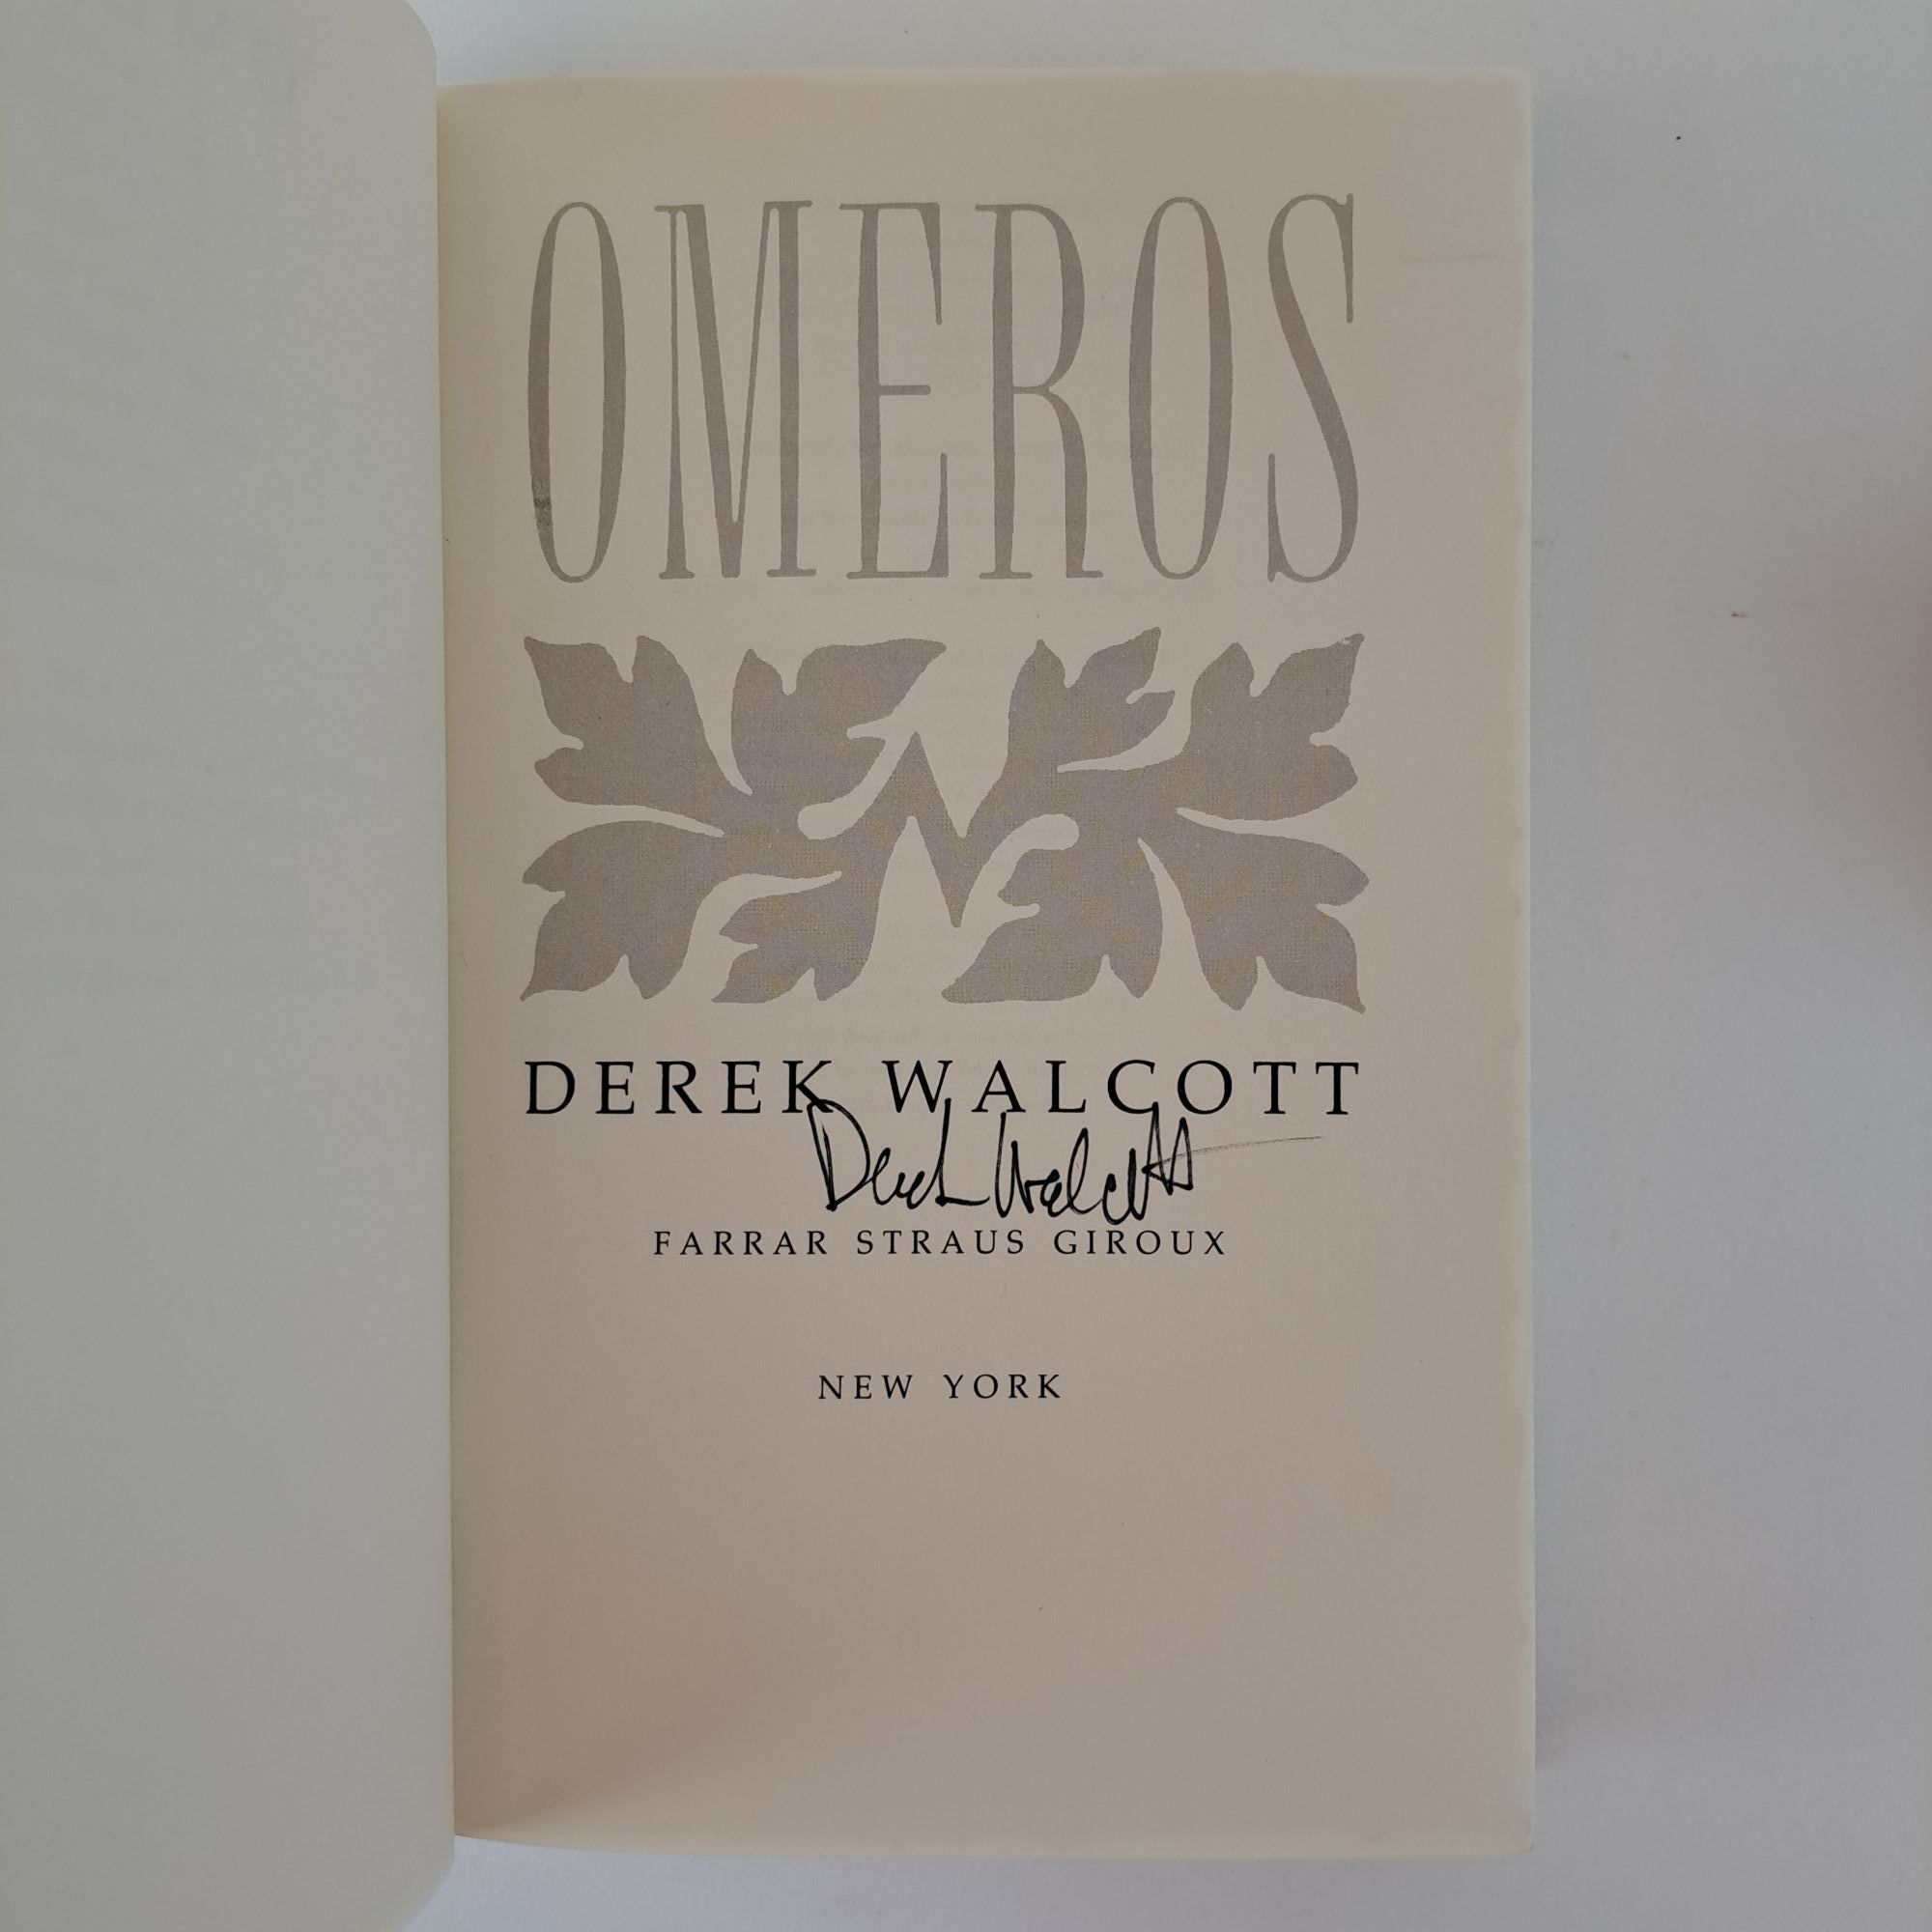 OMEROS
DEREK WALCOTT
Derek Walcott
FARRAR STRAUS GIROUX
NEW YORK